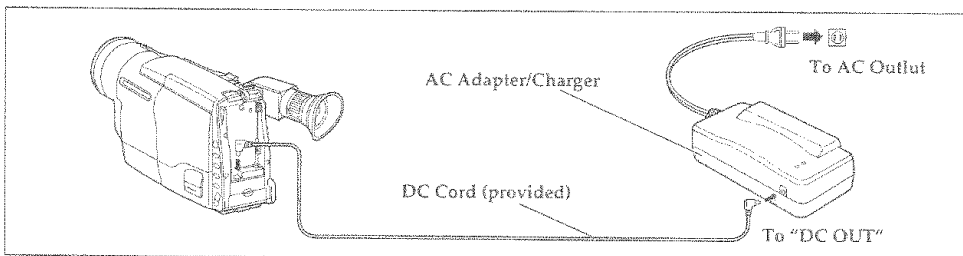 To AC Outlut
AC Adapter/Charger
DC Cord (provided)
To "DC OUT"